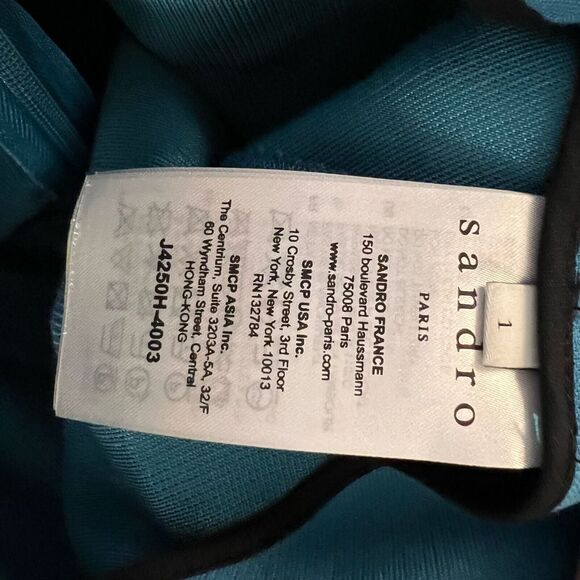 sandro
PARIS
1
SANDRO FRANCE
150 boulevard Haussmann
75008 Paris
www.sandro-paris.com
SMCP USA Inc.
10 Crosby Street, 3rd Floor
New York, New York 10013
RN132784
SMCP ASIA Inc.
The Centrium, Suite 3203A-5A, 32/F
60 Wyndham Street, Central
HONG-KONG
J4250H-4003